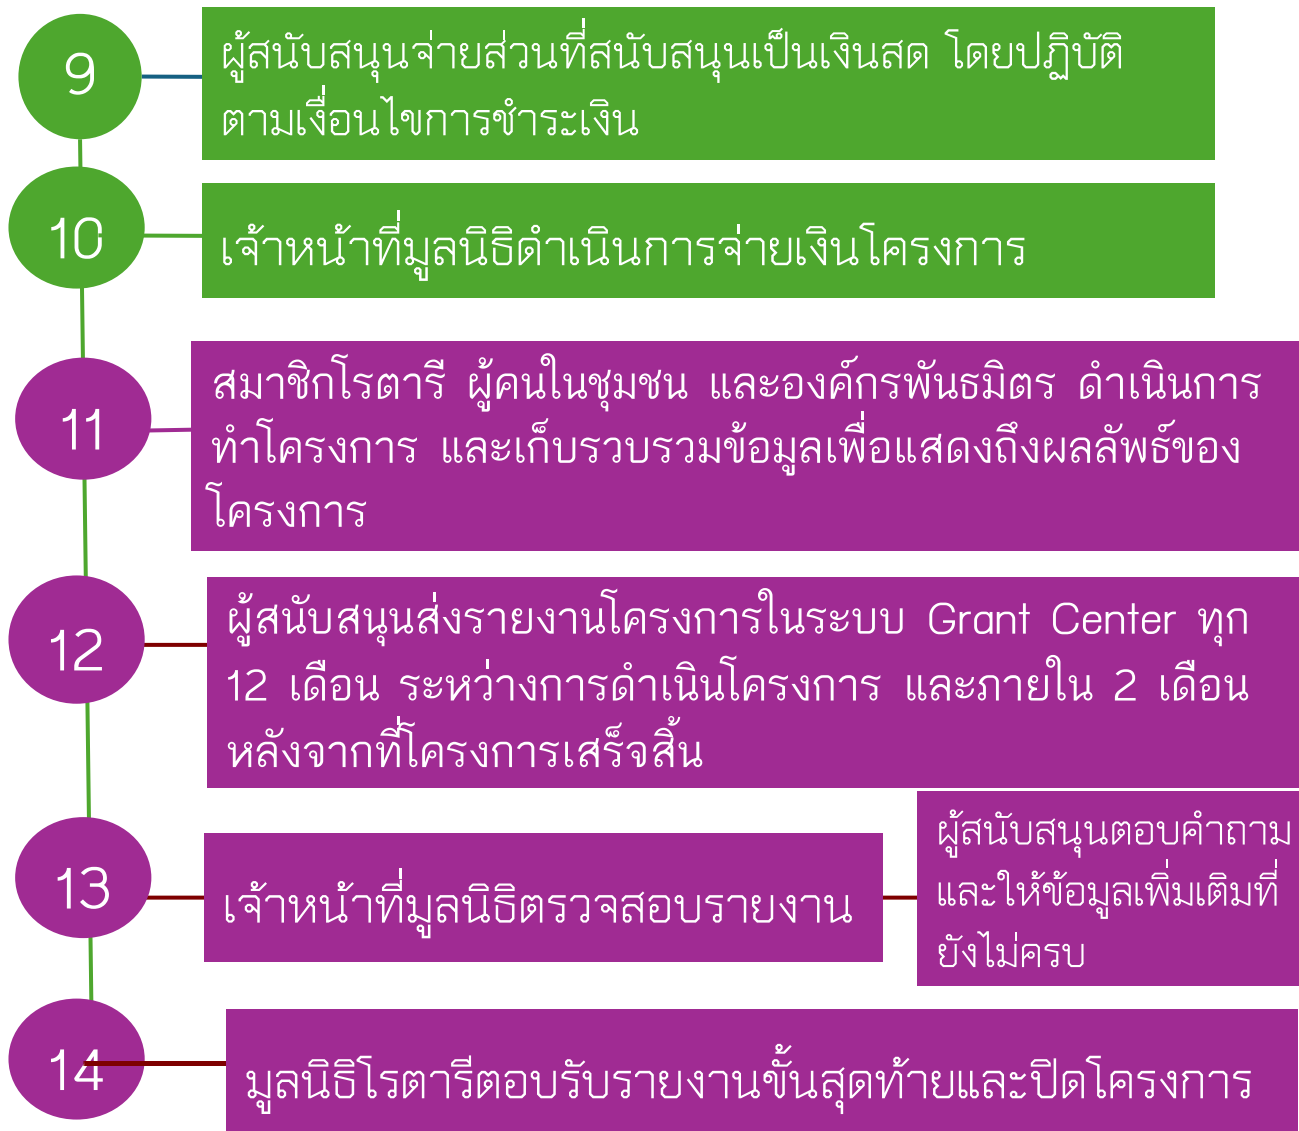 9
ผู้สนับสนุนจ่ายส่วนที่สนับสนุนเป็นเงินสด โดยปฏิบัติ
ตามเงื่อนไขการชำระเงิน
10
เจ้าหน้าที่มูลนิธิดำเนินการจ่ายเงินโครงการ
11
สมาชิกโรตารี ผู้คนในชุมชน และองค์กรพันธมิตร ดำเนินการ
ทำโครงการ และเก็บรวบรวมข้อมูลเพื่อแสดงถึงผลลัพธ์ของ
โครงการ
12
ผู้สนับสนุนส่งรายงานโครงการในระบบ Grant Center ทุก
12 เดือน ระหว่างการดำเนินโครงการ และภายใน 2 เดือน
หลังจากที่โครงการเสร็จสิ้น
13
เจ้าหน้าที่มูลนิธิตรวจสอบรายงาน
ผู้สนับสนุนตอบคำถาม
และให้ข้อมูลเพิ่มเติมที่
ยังไม่ครบ
14
มูลนิธิโรตารีตอบรับรายงานขั้นสุดท้ายและปิดโครงการ